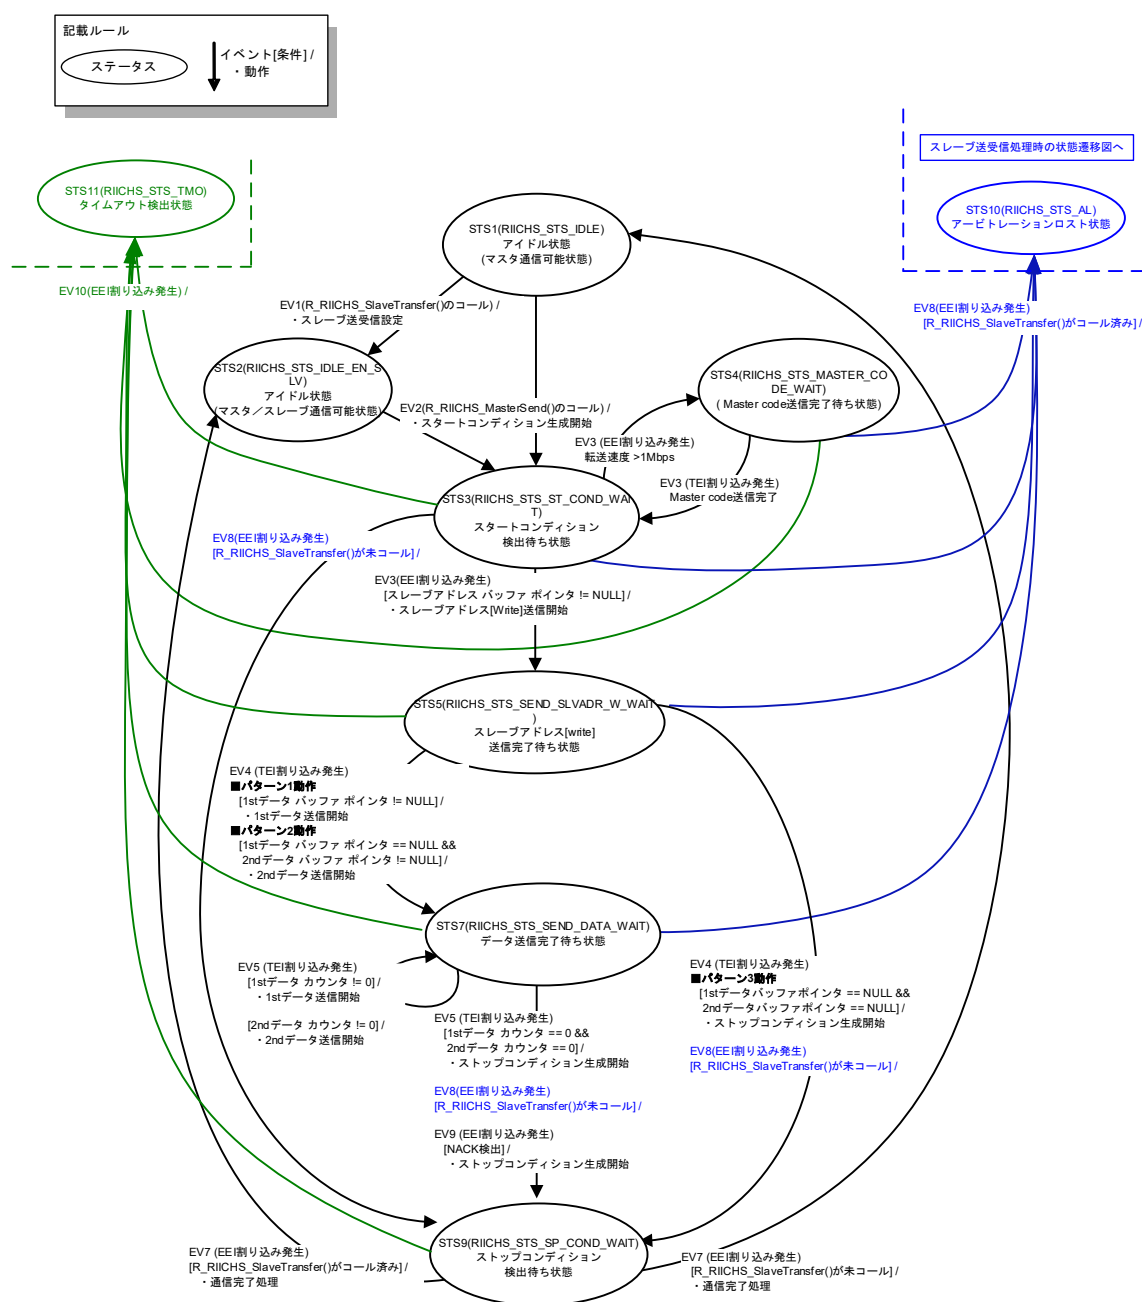 記載ルール
ステータス
イベント[条件] /
・動作
スレーブ送受信処理時の状態遷移図へ
STS11(RIICHS_STS_TMO)
タイムアウト検出状態
STS10(RIICHS_STS_AL)
アービトレーションロスト状態
STS1(RIICHS_STS_IDLE)
アイドル状態
(マスタ通信可能状態)
EV10(EEI割り込み発生) /
EV1(R_RIICHS_SlaveTransfer()のコール) /
・スレーブ送受信設定
EV8(EEI割り込み発生)
[R_RIICHS_SlaveTransfer()がコール済み] /
STS2(RIICHS_STS_IDLE_EN_S
LV)
アイドル状態
(マスタ／スレーブ通信可能状態)
STS4(RIICHS_STS_MASTER_CO
DE_WAIT)
( Master code送信完了待ち状態)
EV2(R_RIICHS_MasterSend()のコール) /
・スタートコンディション生成開始
EV3 (EEI割り込み発生)
転送速度 >1Mbps
EV3 (TEI割り込み発生)
Master code送信完了
STS3(RIICHS_STS_ST_COND_WAI
T)
スタートコンディション
検出待ち状態
EV8(EEI割り込み発生)
[R_RIICHS_SlaveTransfer()が未コール] /
EV3(EEI割り込み発生)
[スレーブアドレス バッファ ポインタ != NULL] /
・スレーブアドレス[Write]送信開始
STS5(RIICHS_STS_SEND_SLVADR_W_WAIT
)
スレーブアドレス[write]
送信完了待ち状態
EV4 (TEI割り込み発生)
■パターン1動作
[1stデータ バッファ ポインタ != NULL] /
・1stデータ送信開始
■パターン2動作
[1stデータ バッファ ポインタ == NULL &&
2ndデータ バッファ ポインタ != NULL] /
・2ndデータ送信開始
STS7(RIICHS_STS_SEND_DATA_WAIT)
データ送信完了待ち状態
EV5 (TEI割り込み発生)
[1stデータ カウンタ != 0] /
・1stデータ送信開始
[2ndデータ カウンタ != 0] /
・2ndデータ送信開始
EV5 (TEI割り込み発生)
[1stデータ カウンタ == 0 &&
2ndデータ カウンタ == 0] /
・ストップコンディション生成開始
EV8(EEI割り込み発生)
[R_RIICHS_SlaveTransfer()が未コール] /
EV9 (EEI割り込み発生)
[NACK検出] /
・ストップコンディション生成開始
EV4 (TEI割り込み発生)
■パターン3動作
[1stデータバッファポインタ == NULL &&
2ndデータバッファポインタ == NULL] /
・ストップコンディション生成開始
EV8(EEI割り込み発生)
[R_RIICHS_SlaveTransfer()が未コール] /
STS9(RIICHS_STS_SP_COND_WAIT)
ストップコンディション
検出待ち状態
EV7 (EEI割り込み発生)
[R_RIICHS_SlaveTransfer()がコール済み] /
・通信完了処理
EV7 (EEI割り込み発生)
[R_RIICHS_SlaveTransfer()が未コール] /
・通信完了処理